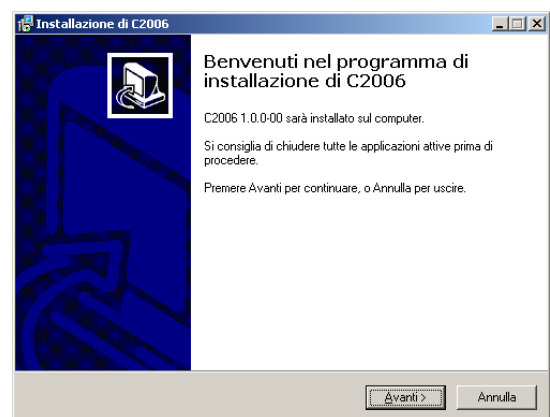 Installazione di C2006
Benvenuti nel programma di
installazione di C2006
C2006 1.0.0-00 sarà installato sul computer.
Si consiglia di chiudere tutte le applicazioni attive prima di
procedere.
Premere Avanti per continuare, o Annulla per uscire.
Avanti >
Annulla